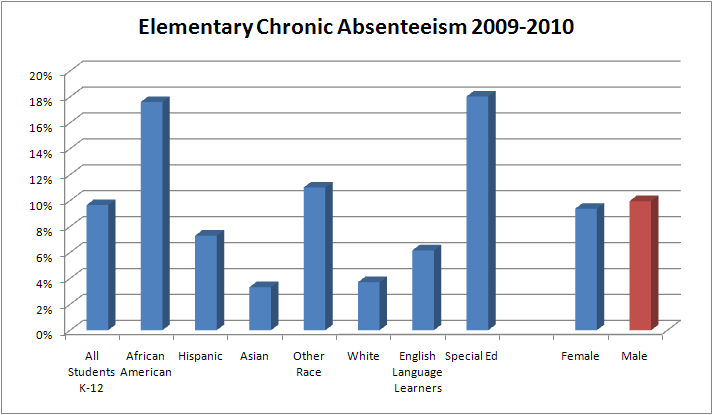 Elementary Chronic Absenteeism 2009-2010
20%
18%
16%
14%
12%
10%
8%
6%
4%
2%
0%
All
Students
K-12
African
American
Hispanic
Asian
Other
Race
White
English
Language
Learners
Special Ed
Female
Male